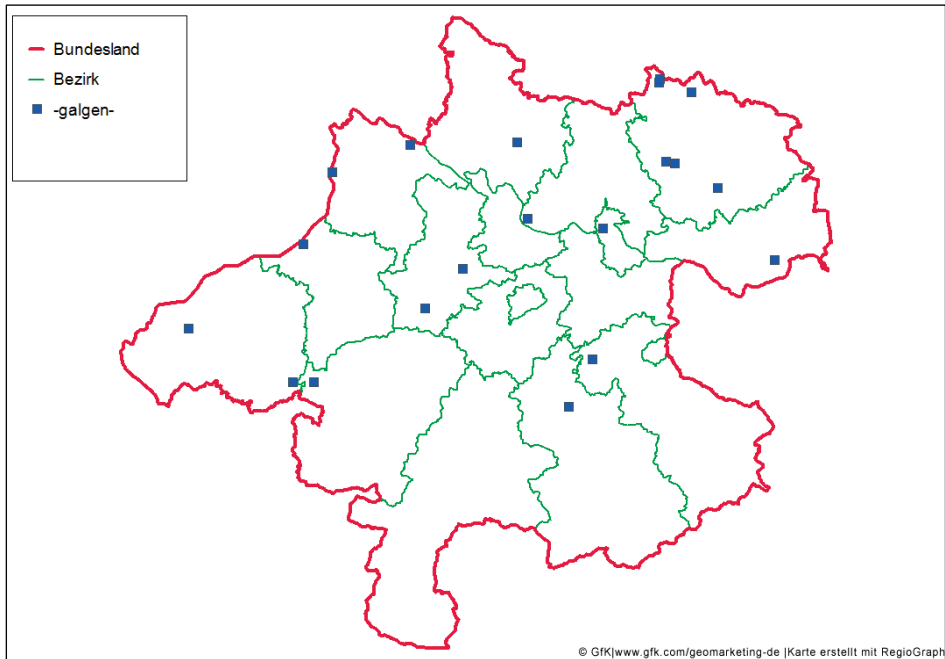 Bundesland
Bezirk
-galgen-
© GfK|www.gfk.com/geomarketing-de |Karte erstellt mit RegioGraph